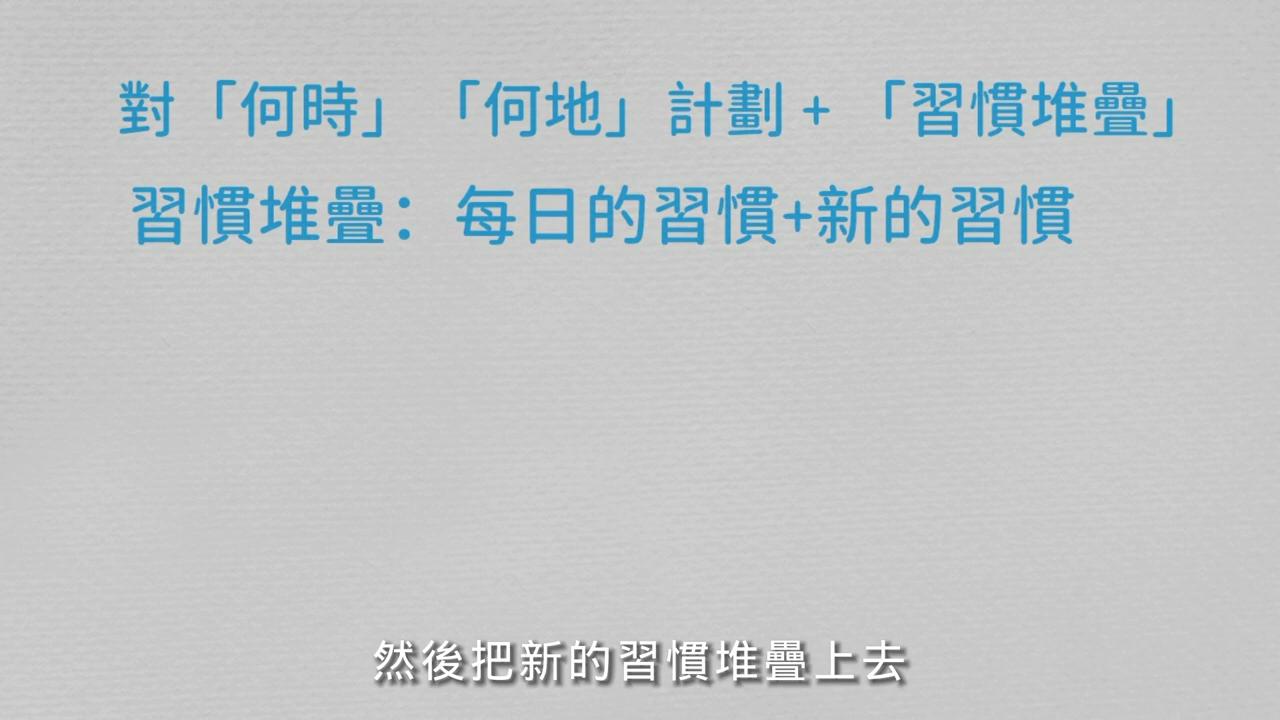 對「何時」「何地」計劃 + 「習慣堆疊」
習慣堆疊：每日的習慣+新的習慣
然後把新的習慣堆疊上去